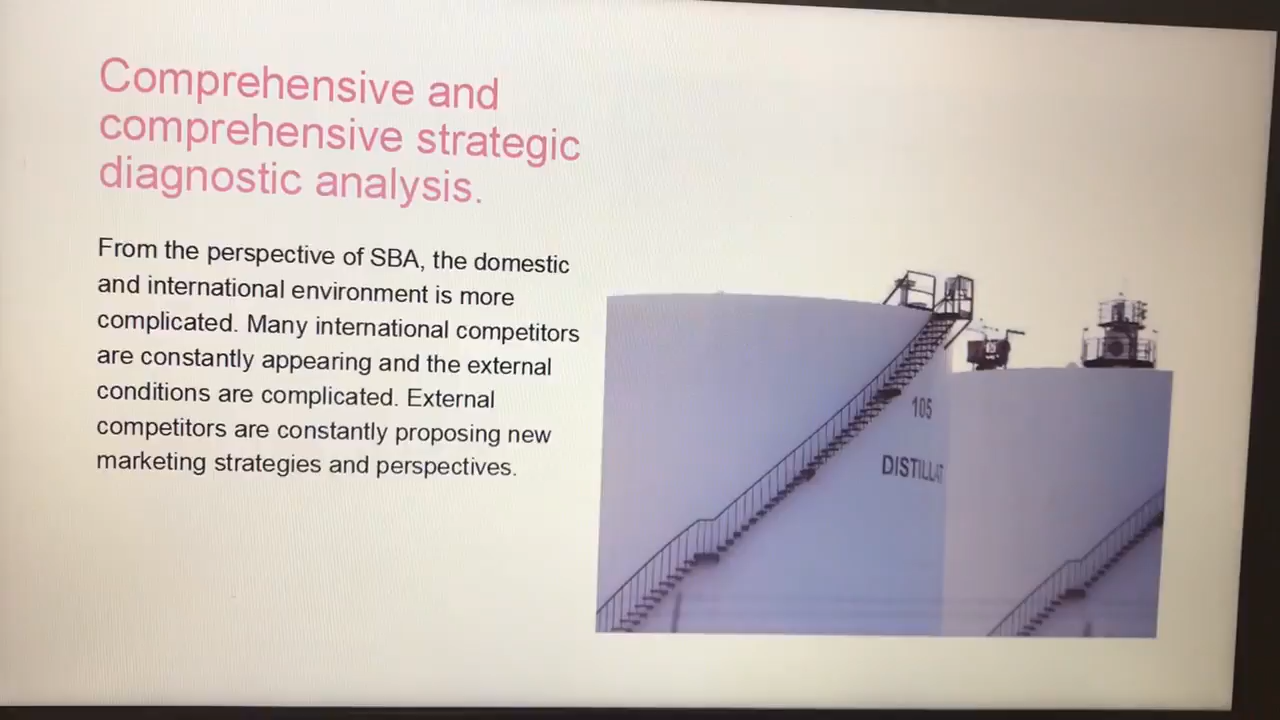 Comprehensive and
comprehensive strategic
diagnostic analysis.
From the perspective of SBA, the domestic
and international environment is more
complicated. Many international competitors
are constantly appearing and the external
conditions are complicated. External
competitors are constantly proposing new
marketing strategies and perspectives.
105
DISTILLAT